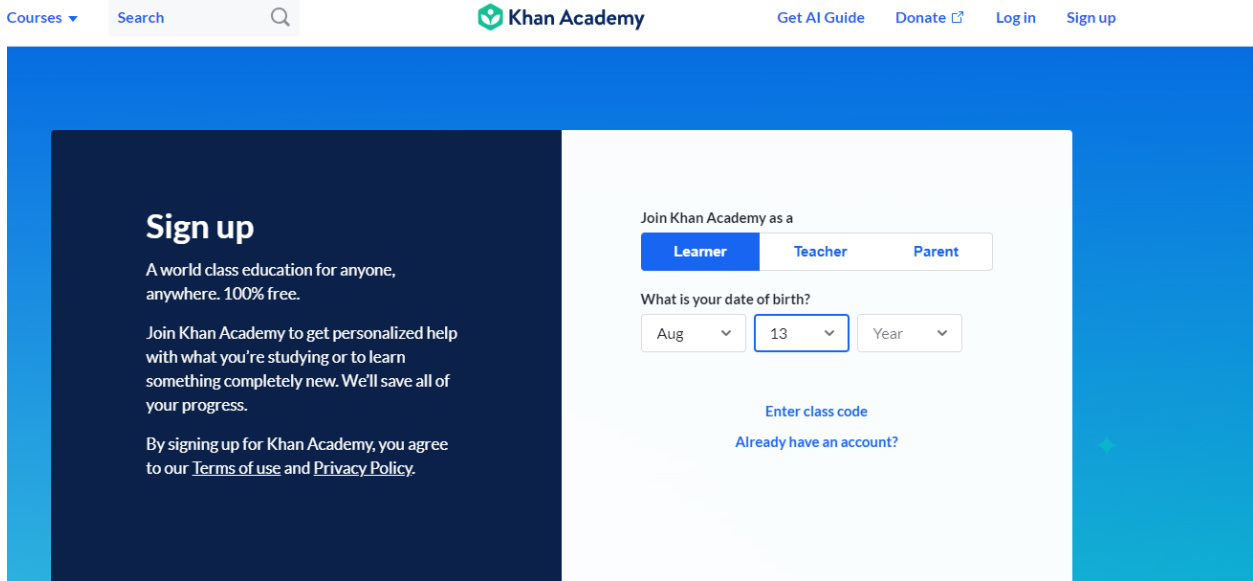 Courses
Search
Khan Academy
Get AI Guide
Donate
Log in
Sign up
Sign up
A world class education for anyone,
anywhere. 100% free.
Join Khan Academy to get personalized help
with what you’re studying or to learn
something completely new. We’ll save all of
your progress.
By signing up for Khan Academy, you agree
to our Terms of use and Privacy Policy.
Join Khan Academy as a
Learner Teacher Parent
What is your date of birth?
Aug 13 Year
Enter class code
Already have an account?